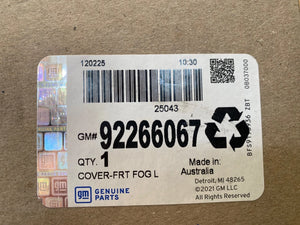 120225 10:30
25043
GM# 92266067
QTY. 1
COVER-FRT FOG L
Made in:
Australia
gm GENUINE
PARTS
Detroit, MI 48265
©2021 GM LLC
All Rights Reserved
08037000